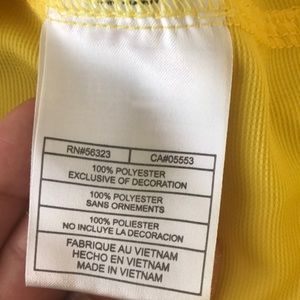 RN#56323 CA#05553
100% POLYESTER
EXCLUSIVE OF DECORATION
100% POLYESTER
SANS ORNEMENTS
100% POLIESTER
NO INCLUYE LA DECORACION
FABRIQUE AU VIETNAM
HECHO EN VIETNAM
MADE IN VIETNAM